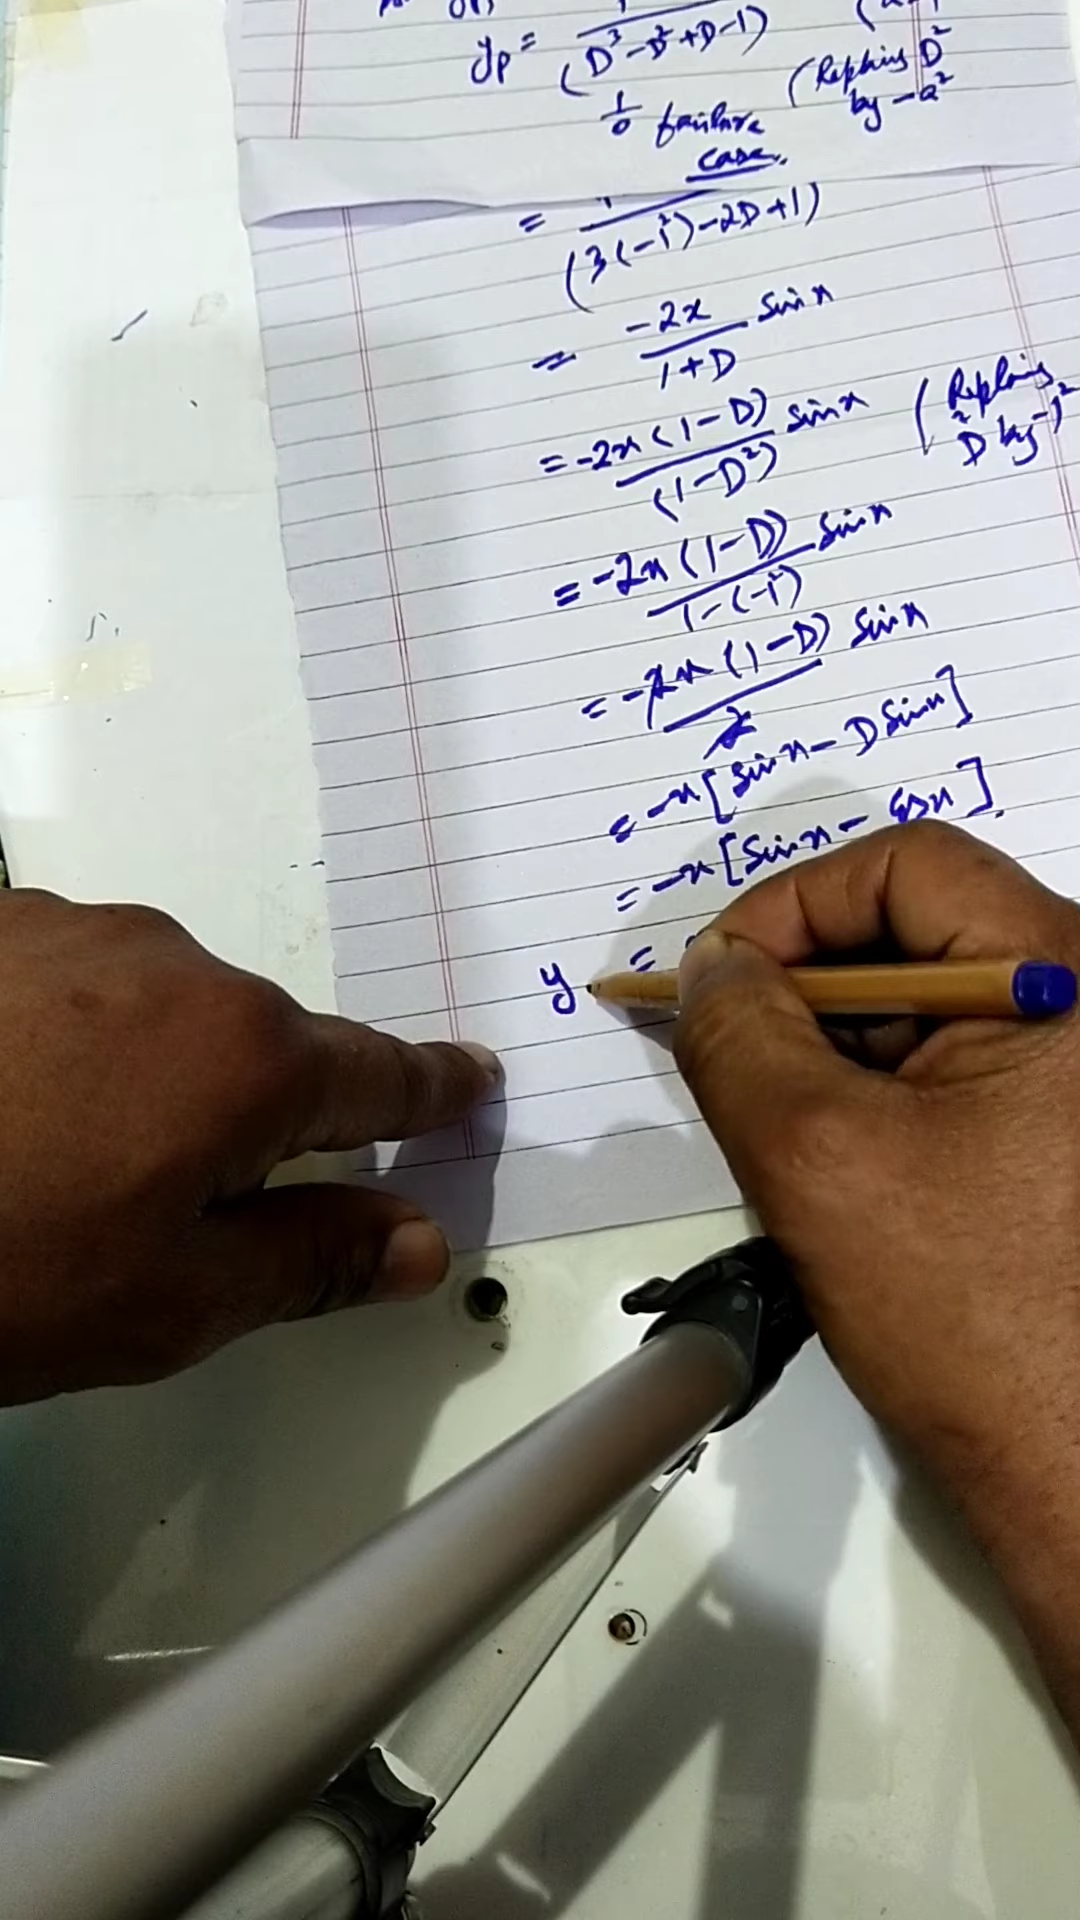 yp = 1/(D³-D²+D-1)
(Replacing D² by -a²
1/0 failure case.
= 1/(3(-1²)-2D+1)
= -2x/(1+D) sin x
= -2x(1-D)/(1-D²) sin x (Replacing D² by -1²
= -2x(1-D)/(1-(-1²)) sin x
= -2x(1-D)/2 sin x
= -x[sin x - D sin x]
= -x[sin x - cos x].
y =